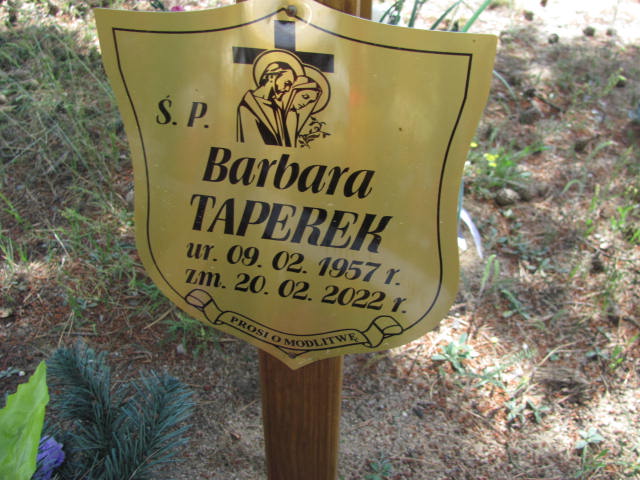 Ś. P.
Barbara
TAPEREK
ur. 09. 02. 1957 r.
zm. 20. 02. 2022 r.
PROSI O MODLITWĘ